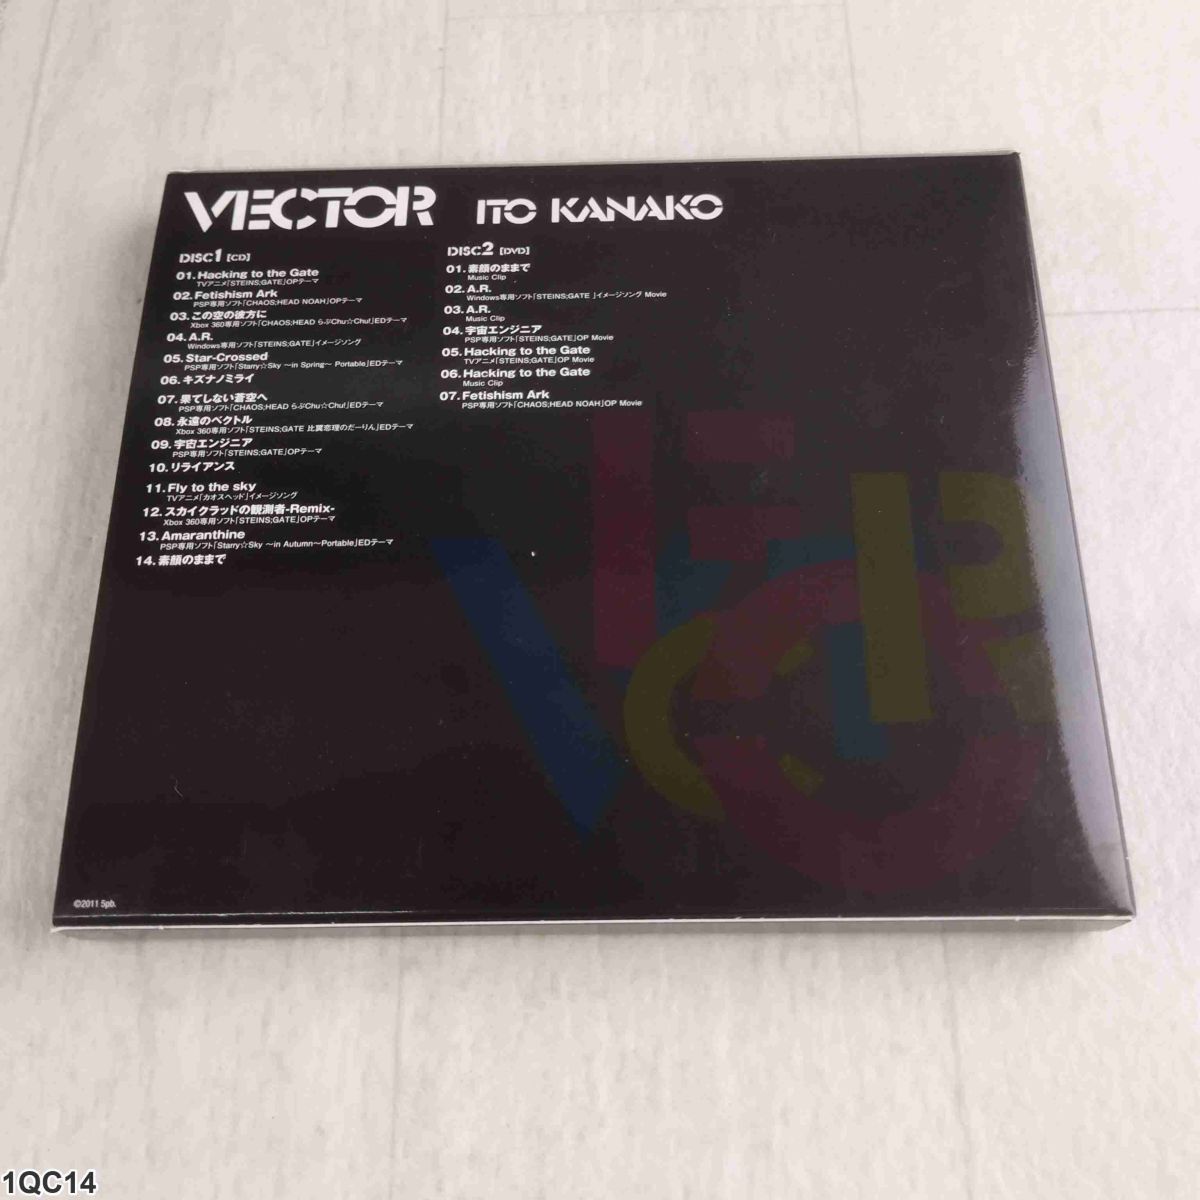 VECTOR
ITO KANAKO
DISC1 [CD]
01.Hacking to the Gate
TVアニメ「STEINS;GATE」OPテーマ
02.Fetishism Ark
PSP専用ソフト「CHAOS;HEAD NOAH」OPテーマ
03.この空の彼方に
Xbox 360専用ソフト「CHAOS;HEAD らぶChu☆Chu!」EDテーマ
04.A.R.
Windows専用ソフト「STEINS;GATE」イメージソング
05.Star-Crossed
PSP専用ソフト「Starry☆Sky ～in Spring～ Portable」EDテーマ
06.キズナノミライ
07.果てしない蒼空へ
PSP専用ソフト「CHAOS;HEAD らぶChu☆Chu!」EDテーマ
08.永遠のベクトル
Xbox 360専用ソフト「STEINS;GATE 比翼恋理のだーりん」EDテーマ
09.宇宙エンジニア
PSP専用ソフト「STEINS;GATE」OPテーマ
10.リライアンス
11.Fly to the sky
TVアニメ「カオスヘッド」イメージソング
12.スカイクラッドの観測者-Remix-
Xbox 360専用ソフト「STEINS;GATE」OPテーマ
13.Amaranthine
PSP専用ソフト「Starry☆Sky ～in Autumn～Portable」EDテーマ
14.素顔のままで
DISC2 [DVD]
01.素顔のままで
Music Clip
02.A.R.
Windows専用ソフト「STEINS;GATE 」イメージソング Movie
03.A.R.
Music Clip
04.宇宙エンジニア
PSP専用ソフト「STEINS;GATE」OP Movie
05.Hacking to the Gate
TVアニメ「STEINS;GATE」OP Movie
06.Hacking to the Gate
Music Clip
07.Fetishism Ark
PSP専用ソフト「CHAOS;HEAD NOAH」OP Movie
VECTOR
©2011 5pb.
1QC14